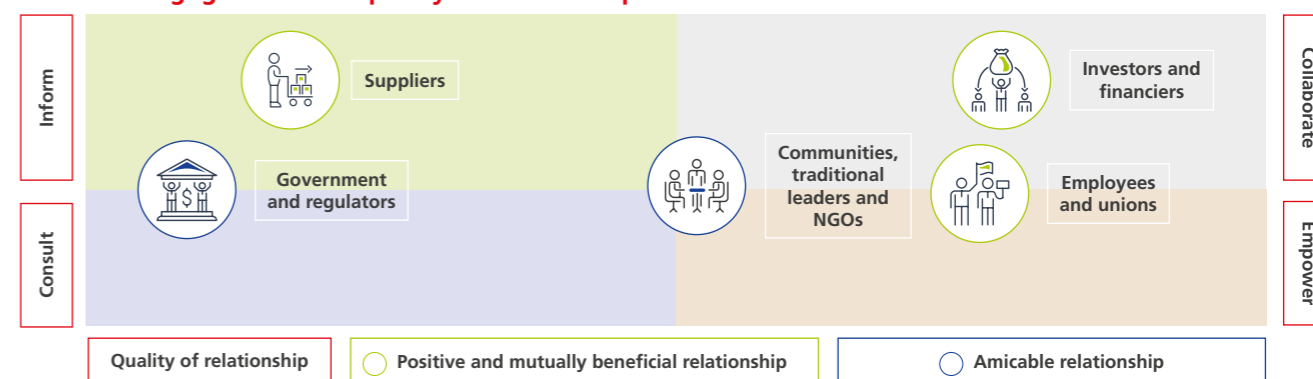 Inform
Suppliers
Investors and
financiers
Collaborate
Government
and regulators
Communities,
traditional
leaders and
NGOs
Employees
and unions
Consult
Empower
Quality of relationship
Positive and mutually beneficial relationship
Amicable relationship